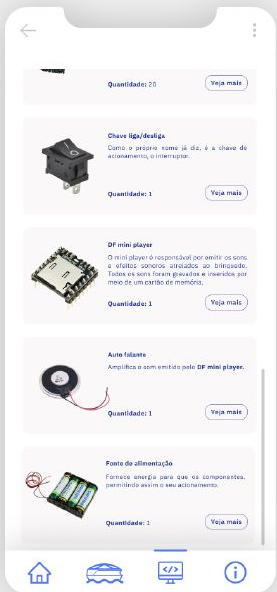 Quantidade: 20
Veja mais
Chave liga/desliga
Como o próprio nome já diz, é a chave de
acionamento, o interruptor.
Quantidade: 1
Veja mais
DF mini player
O mini player é responsável por emitir os sons
e efeitos sonoros atrelados ao brinquedo.
Todos os sons foram gravados e inseridos por
meio de um cartão de memória.
Quantidade: 1
Veja mais
Auto falante
Amplifica o som emitido pelo DF mini player.
Quantidade: 1
Veja mais
Fonte de alimentação
Fornece energia para que os componentes,
permitindo assim o seu acionamento.
Quantidade: 1
Veja mais